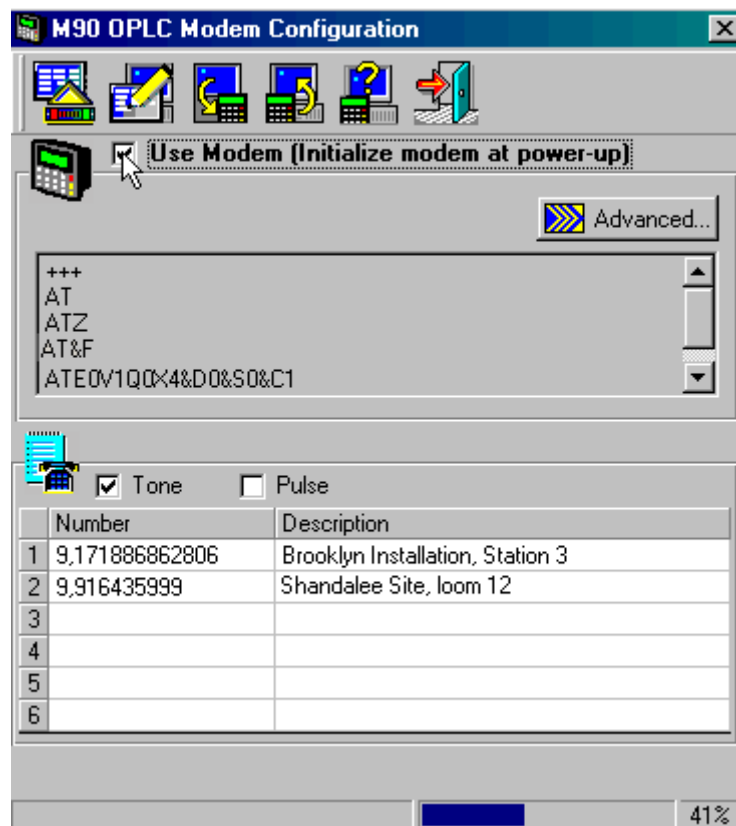 M90 OPLC Modem Configuration
Use Modem (Initialize modem at power-up)
Advanced...
+++
AT
ATZ
AT&F
ATE0V1Q0X4&D0&S0&C1
Tone Pulse
Number Description
1 9,171886862806 Brooklyn Installation, Station 3
2 9,916435999 Shandalee Site, loom 12
3
4
5
6
41%